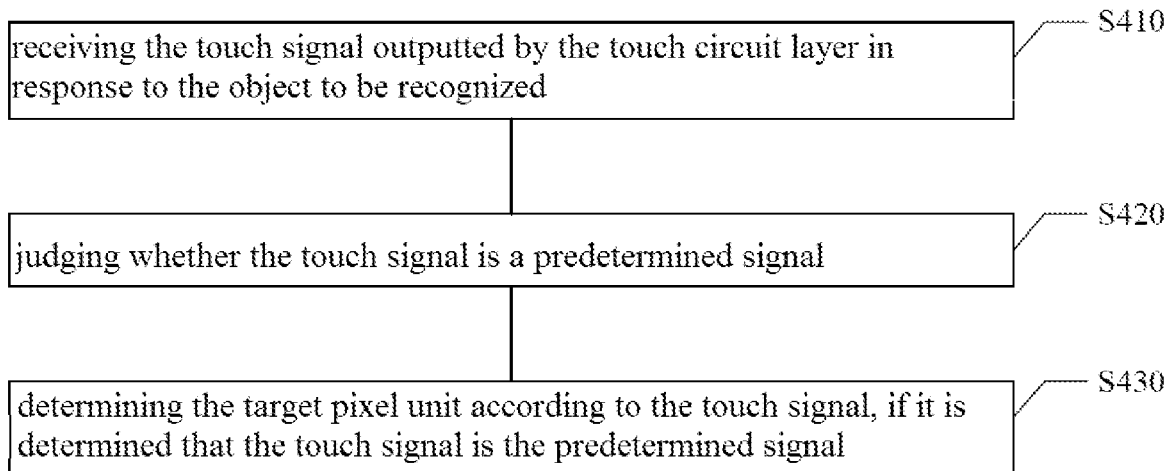 S410
receiving the touch signal outputted by the touch circuit layer in
response to the object to be recognized
S420
judging whether the touch signal is a predetermined signal
S430
determining the target pixel unit according to the touch signal, if it is
determined that the touch signal is the predetermined signal